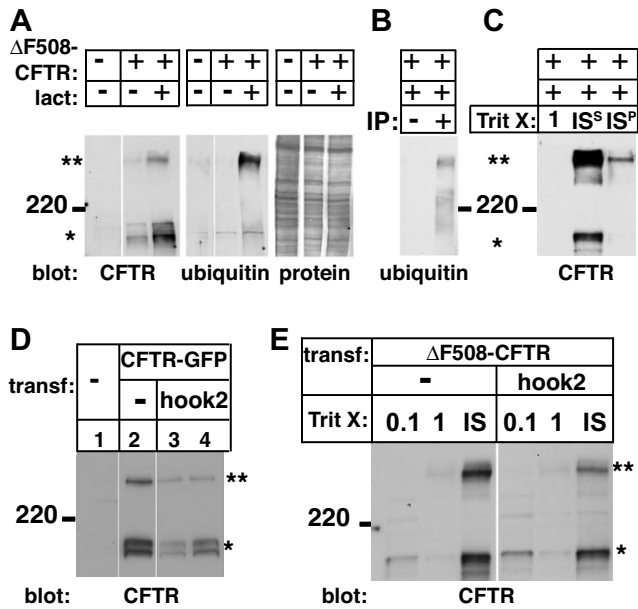 A
ΔF508-
CFTR: - + + - + + - + +
lact: - - + - - + - - +
**
220
*
blot: CFTR ubiquitin protein
B
+ +
+ +
IP: - +
ubiquitin
C
+ + +
+ + +
Trit X: 1 ISˢ ISᴾ
**
220
*
CFTR
D
CFTR-GFP
transf: - - hook2
1 2 3 4
**
220
*
blot: CFTR
E
transf: ΔF508-CFTR
- hook2
Trit X: 0.1 1 IS 0.1 1 IS
**
220
*
blot: CFTR